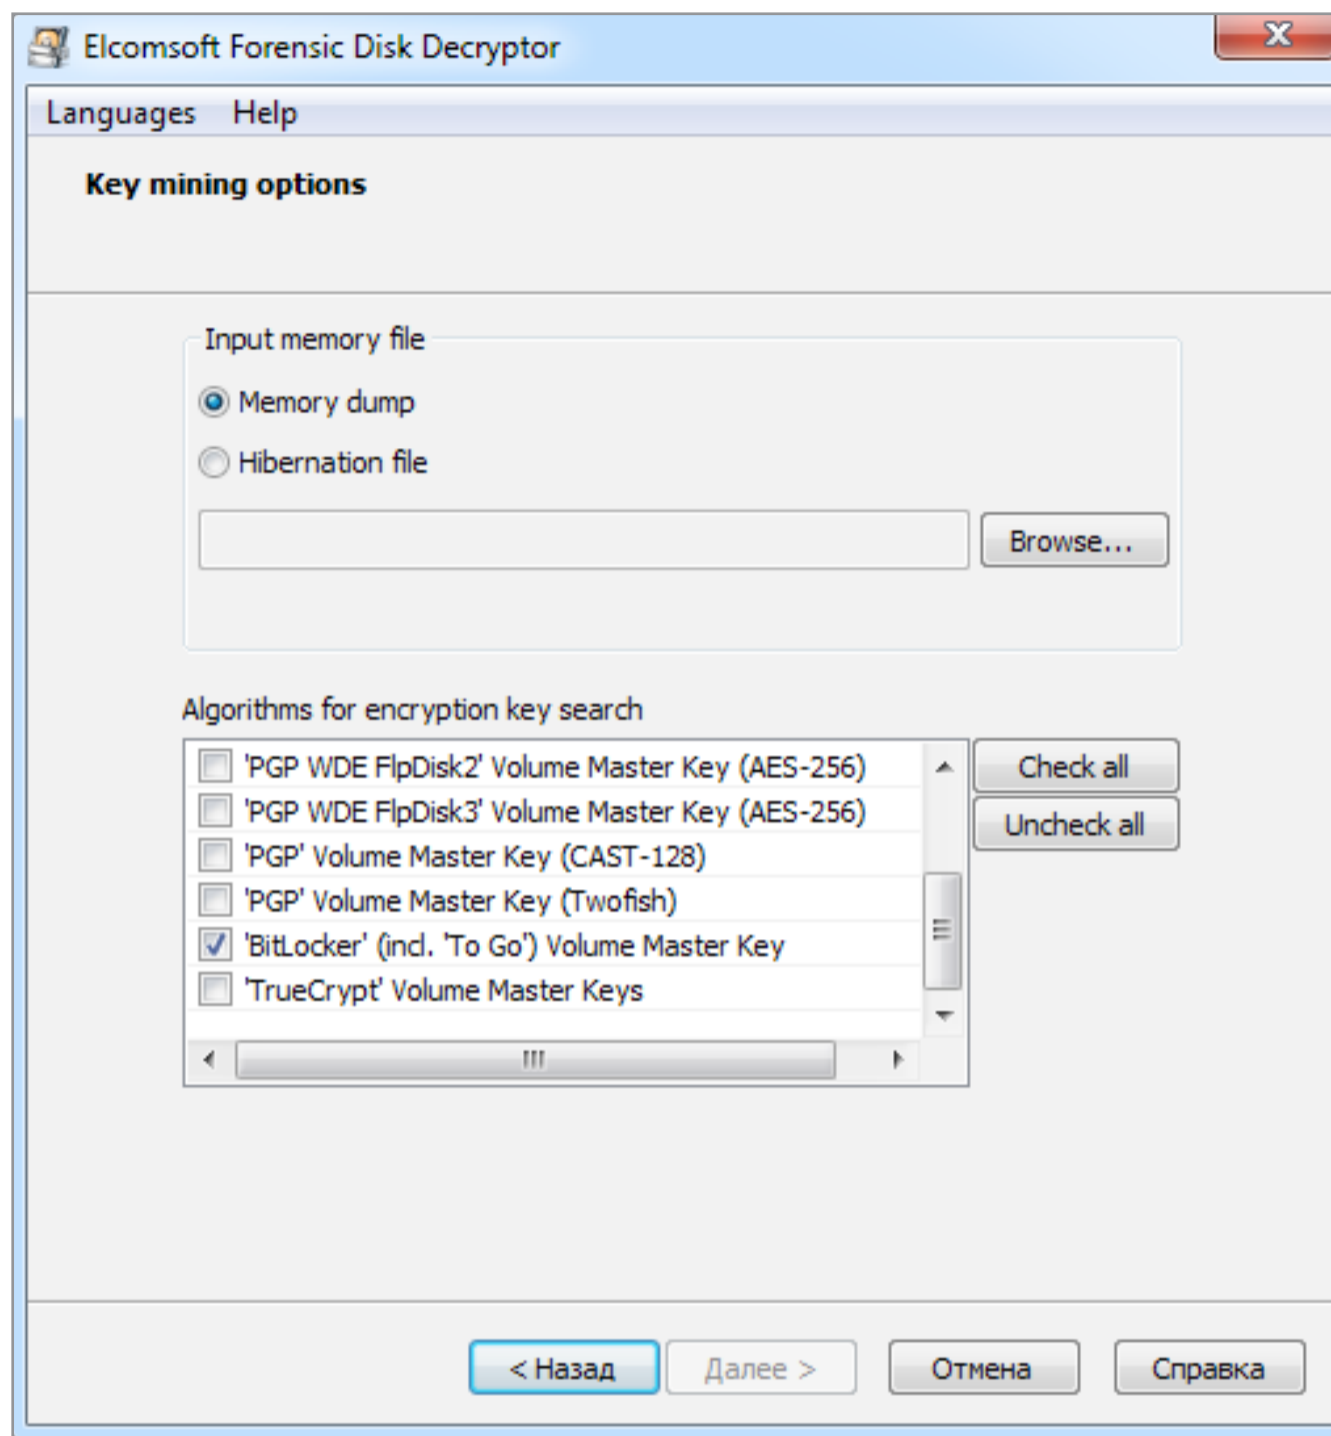 Elcomsoft Forensic Disk Decryptor
Languages Help
Key mining options
Input memory file
Memory dump
Hibernation file
Browse...
Algorithms for encryption key search
'PGP WDE FlpDisk2' Volume Master Key (AES-256)
Check all
'PGP WDE FlpDisk3' Volume Master Key (AES-256)
Uncheck all
'PGP' Volume Master Key (CAST-128)
'PGP' Volume Master Key (Twofish)
'BitLocker' (incl. 'To Go') Volume Master Key
'TrueCrypt' Volume Master Keys
< Назад Далее > Отмена Справка